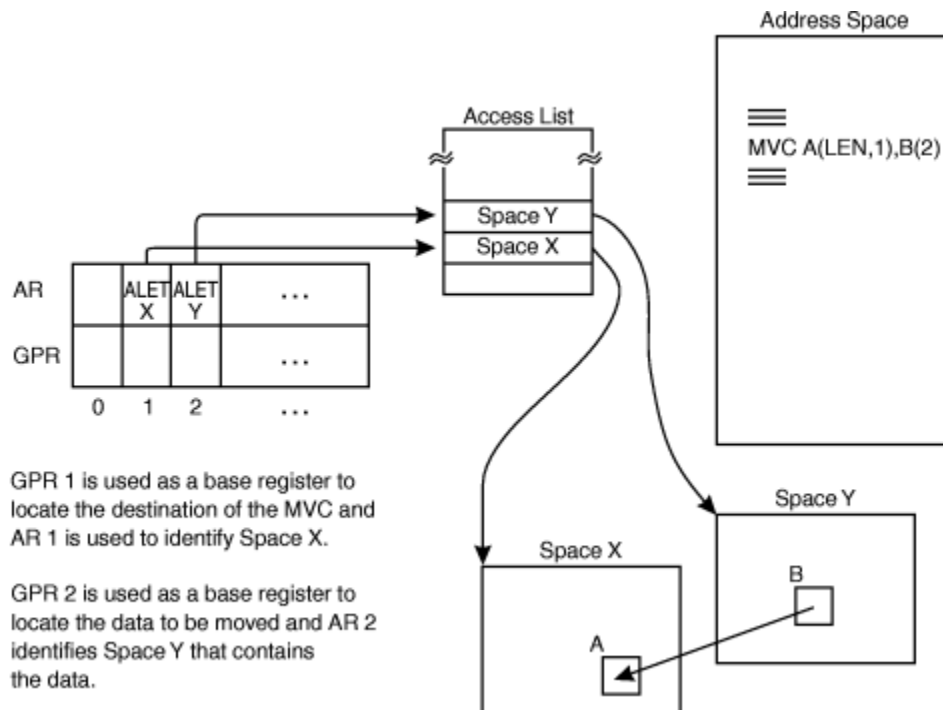 Address Space
MVC A(LEN,1),B(2)
Access List
Space Y
Space X
AR
ALET X
ALET Y
...
GPR
...
0 1 2 ...
GPR 1 is used as a base register to
locate the destination of the MVC and
AR 1 is used to identify Space X.
GPR 2 is used as a base register to
locate the data to be moved and AR 2
identifies Space Y that contains
the data.
Space X
A
Space Y
B